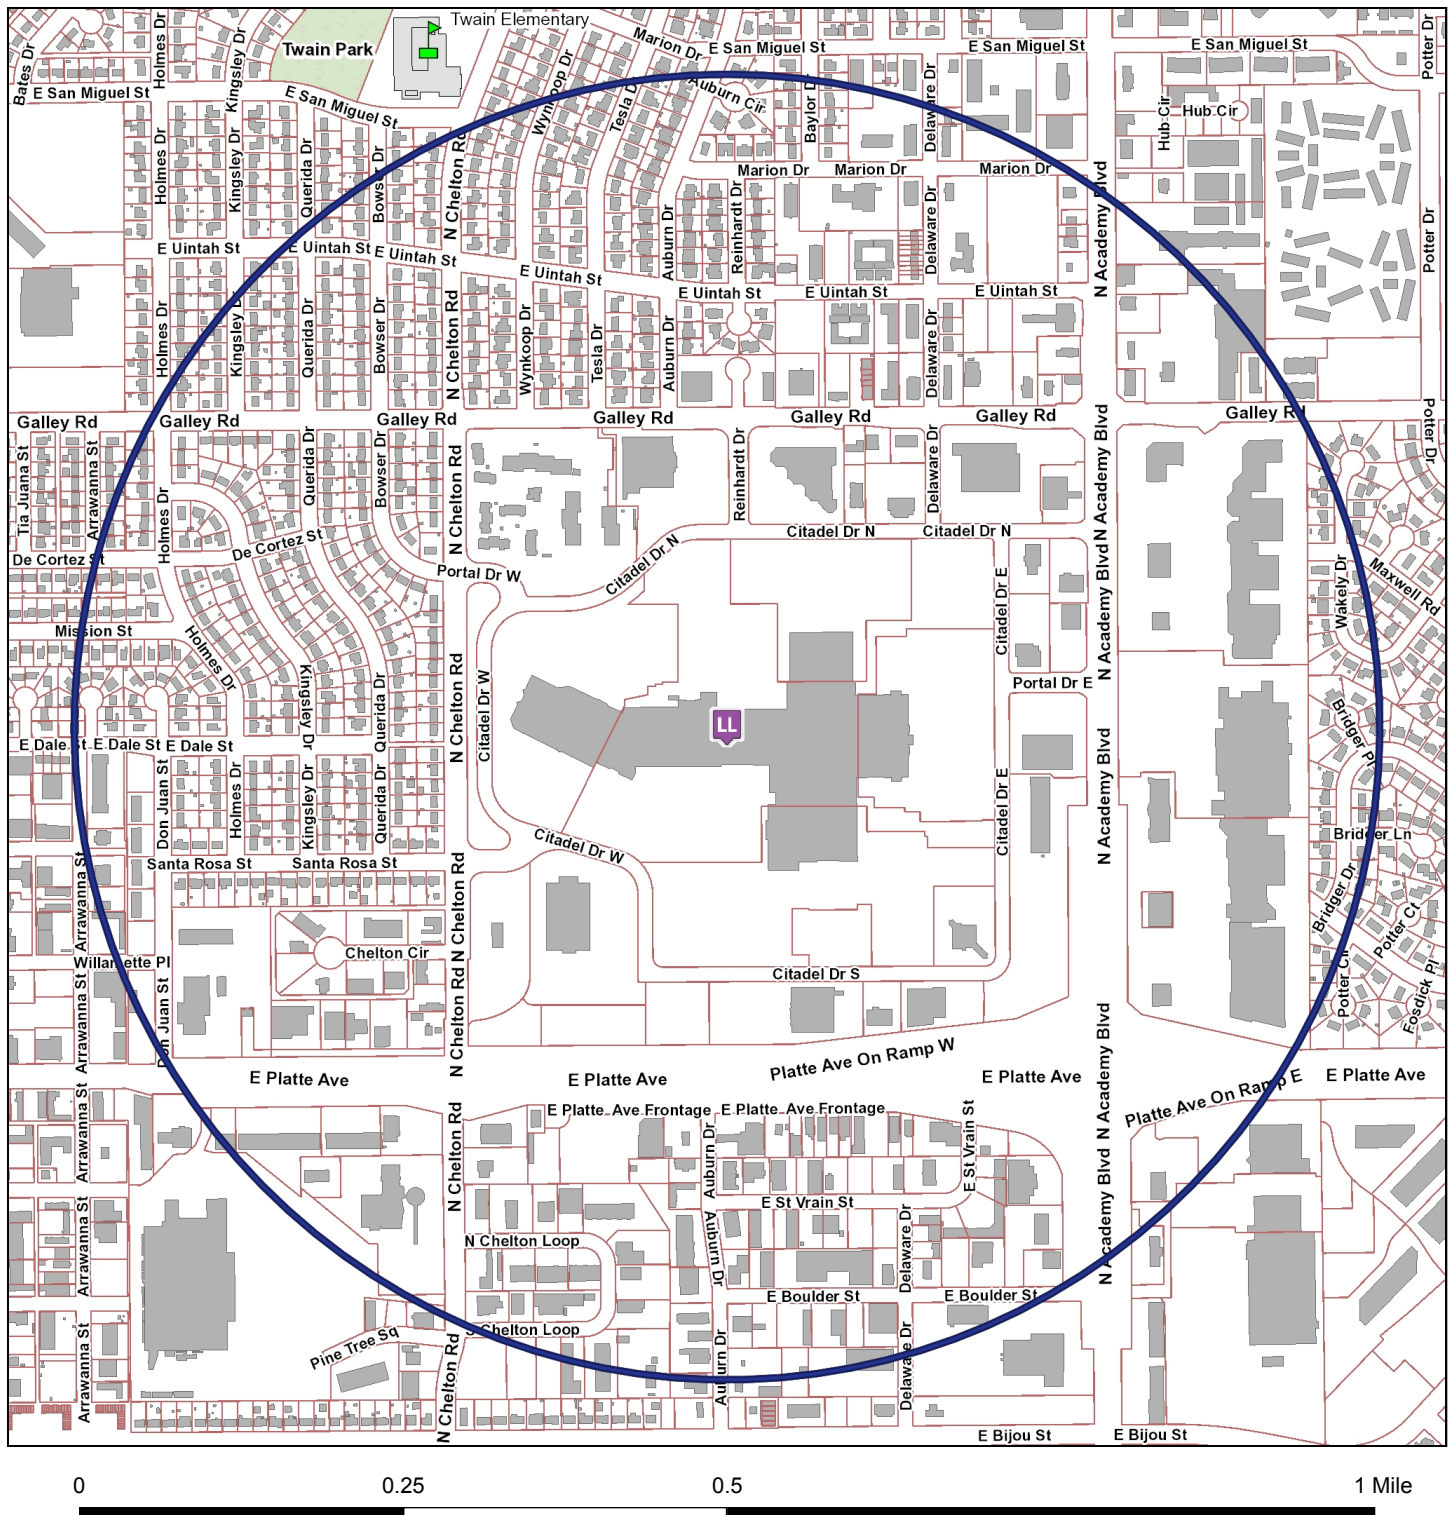 Twain Elementary
Twain Park
Marion Dr
E San Miguel St
E San Miguel St
E San Miguel St
Potter Dr
Bates Dr
Holmes Dr
Kingsley Dr
E San Miguel St
E San Miguel St
Wynkoop Dr
Tesla Dr
Auburn Cir
Baylor Dr
Delaware Dr
Hub Cir
Hub Cir
Holmes Dr
Kingsley Dr
Querida Dr
Bowser Dr
N Chelton Rd
Marion Dr
Marion Dr
Marion Dr
N Academy Blvd
Auburn Dr
Reinhardt Dr
Delaware Dr
Potter Dr
E Uintah St
E Uintah St
E Uintah St
E Uintah St
E Uintah St
E Uintah St
E Uintah St
Holmes Dr
Kingsley Dr
Querida Dr
Bowser Dr
N Chelton Rd
Wynkoop Dr
Tesla Dr
Auburn Dr
Delaware Dr
Galley Rd
Galley Rd
Galley Rd
Galley Rd
Galley Rd
Galley Rd
Galley Rd
Potter Dr
Tia Juana St
Arrawanna St
Holmes Dr
Querida Dr
Bowser Dr
N Chelton Rd
Reinhardt Dr
Delaware Dr
N Academy Blvd
Citadel Dr N
Citadel Dr N
Citadel Dr N
De Cortez St
De Cortez St
Portal Dr W
Citadel Dr E
N Academy Blvd
Wakely Dr
Maxwell Rd
Mission St
Holmes Dr
Kingsley Dr
Querida Dr
N Chelton Rd
Citadel Dr W
Portal Dr E
Bridger Pl
LL
E Dale St
E Dale St
E Dale St
N Academy Blvd
Don Juan St
Holmes Dr
Kingsley Dr
Querida Dr
Citadel Dr E
Citadel Dr W
Bridger Ln
Santa Rosa St
Santa Rosa St
Arrawanna St
N Chelton Rd
Bridger Dr
Potter Ct
Chelton Cir
Willamette Pl
Citadel Dr S
Arrawanna St
Don Juan St
N Chelton Rd
Potter Cir
Fosdick Pl
E Platte Ave
E Platte Ave
Platte Ave On Ramp W
E Platte Ave
N Academy Blvd
Platte Ave On Ramp E
E Platte Ave
Arrawanna St
N Chelton Rd
E Platte Ave Frontage
E Platte Ave Frontage
Auburn Dr
E St Vrain St
E St Vrain St
N Academy Blvd
Arrawanna St
N Chelton Loop
Auburn Dr
Delaware Dr
E Boulder St
E Boulder St
S Chelton Loop
Pine Tree Sq
Arrawanna St
N Chelton Rd
Auburn Dr
Delaware Dr
E Bijou St
E Bijou St
0 0.25 0.5 1 Mile